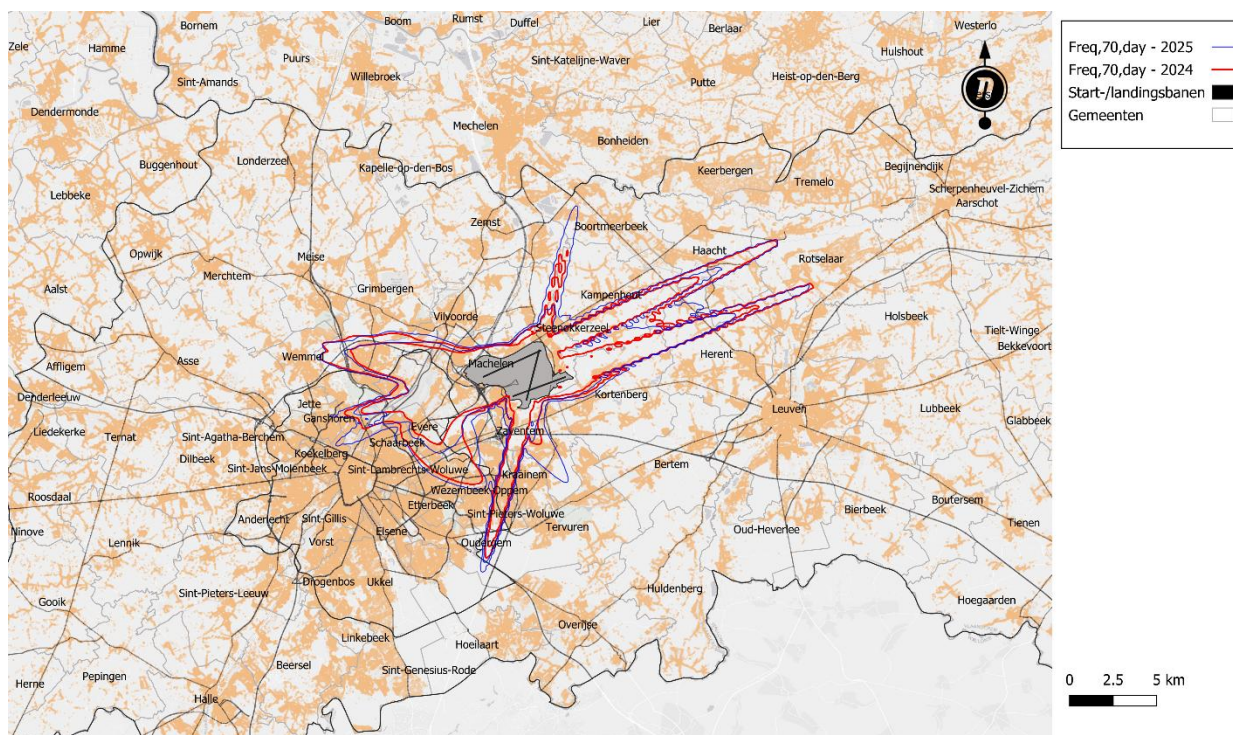 Bornem
Boom
Rumst
Duffel
Lier
Berlaar
Westerlo
Zele
Hamme
Puurs
Hulshout
Sint-Amands
Willebroek
Sint-Katelijne-Waver
Putte
Heist-op-den-Berg
Dendermonde
Mechelen
Bonheiden
Buggenhout
Londerzeel
Kapelle-op-den-Bos
Keerbergen
Tremelo
Begijnendijk
Lebbeke
Scherpenheuvel-Zichem
Aarschot
Zemst
Boortmeerbeek
Opwijk
Meise
Haacht
Rotselaar
Merchtem
Aalst
Grimbergen
Kampenhout
Vilvoorde
Steenokkerzeel
Holsbeek
Tielt-Winge
Bekkevoort
Affligem
Asse
Wemmel
Machelen
Herent
Denderleeuw
Jette
Kortenberg
Leuven
Lubbeek
Glabbeek
Ganshoren
Evere
Zaventem
Liedekerke
Ternat
Sint-Agatha-Berchem
Schaarbeek
Dilbeek
Koekelberg
Sint-Jans-Molenbeek
Sint-Lambrechts-Woluwe
Kraainem
Bertem
Roosdaal
Wezembeek-Oppem
Etterbeek
Boutersem
Anderlecht
Sint-Gillis
Sint-Pieters-Woluwe
Bierbeek
Tienen
Ninove
Lennik
Vorst
Elsene
Oudergem
Tervuren
Oud-Heverlee
Drogenbos
Ukkel
Sint-Pieters-Leeuw
Huldenberg
Gooik
Hoegaarden
Linkebeek
Overijse
Hoeilaart
Beersel
Sint-Genesius-Rode
Herne
Pepingen
Halle
Freq,70,day - 2025
Freq,70,day - 2024
Start-/landingsbanen
Gemeenten
0 2.5 5 km